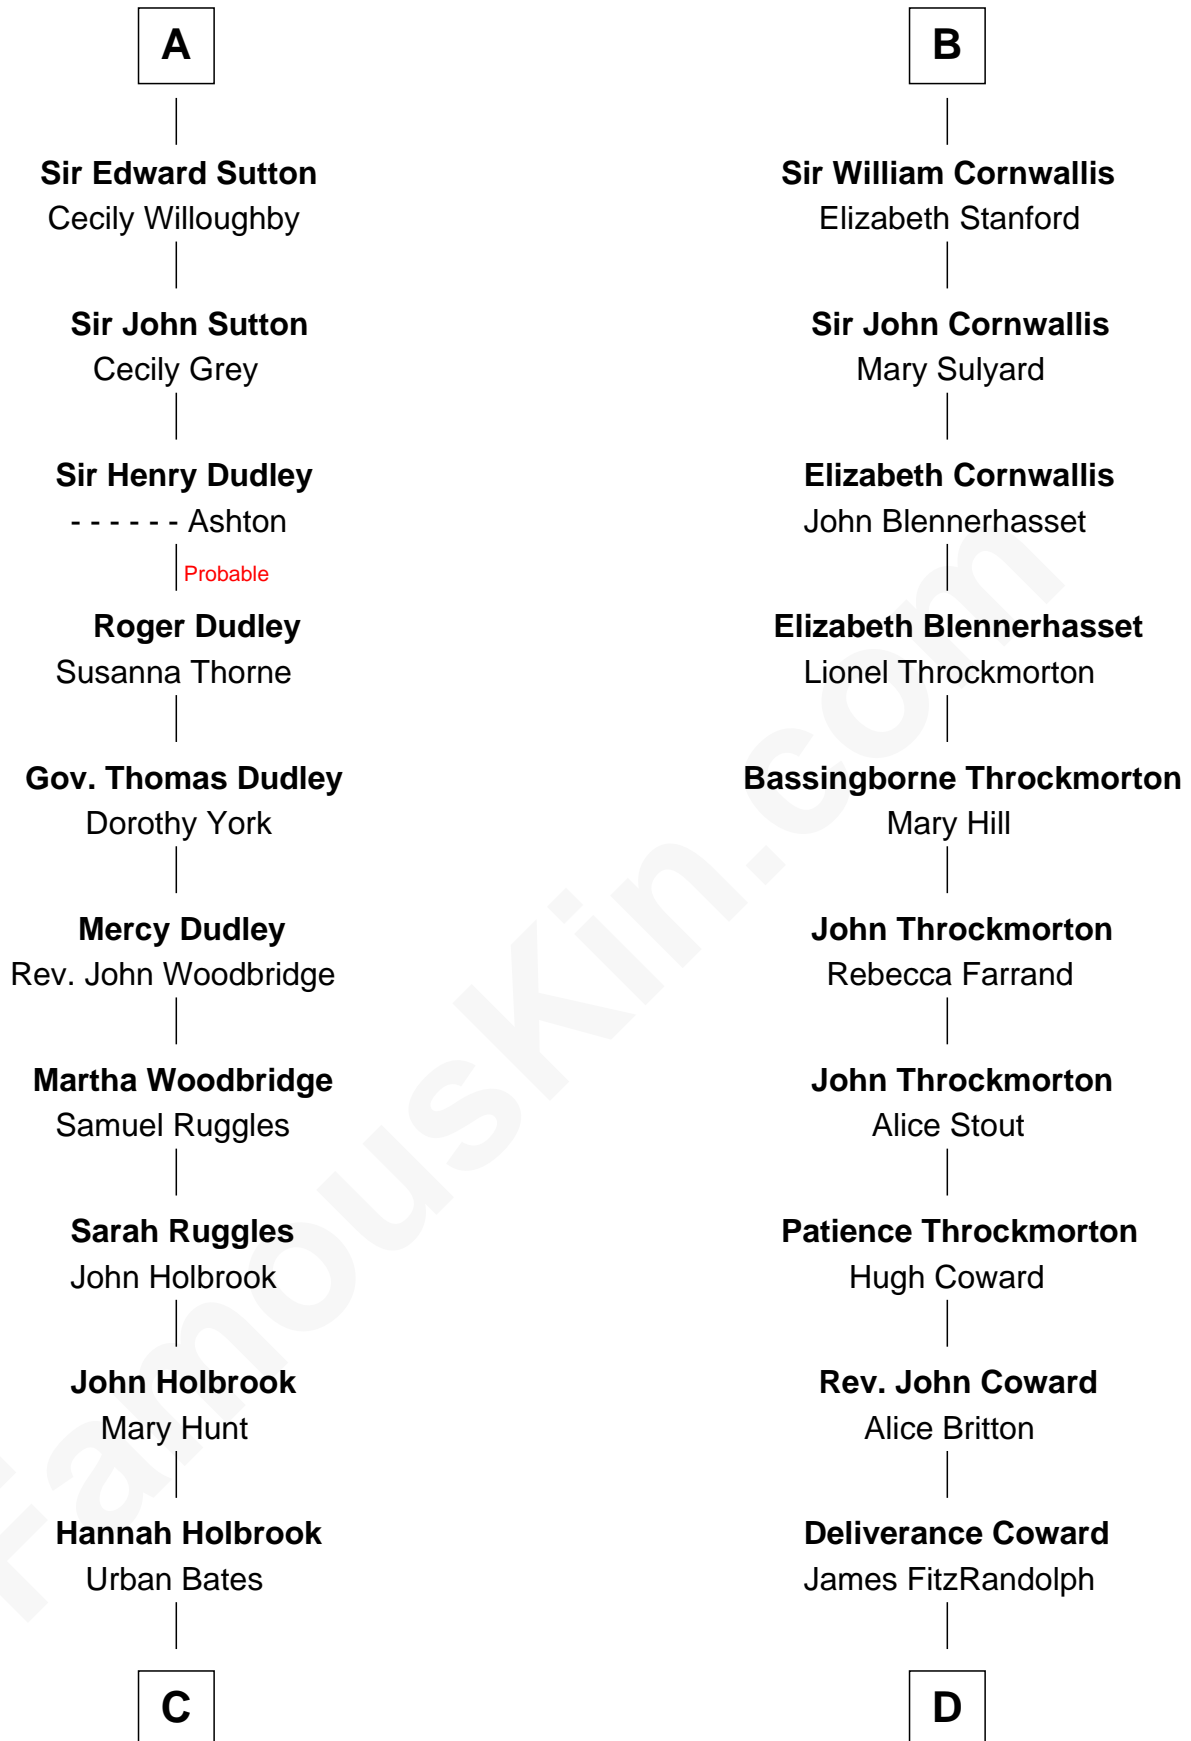 A
Sir Edward Sutton
Cecily Willoughby
Sir John Sutton
Cecily Grey
Sir Henry Dudley
- - - - - - Ashton
Probable
Roger Dudley
Susanna Thorne
Gov. Thomas Dudley
Dorothy York
Mercy Dudley
Rev. John Woodbridge
Martha Woodbridge
Samuel Ruggles
Sarah Ruggles
John Holbrook
John Holbrook
Mary Hunt
Hannah Holbrook
Urban Bates
C
B
Sir William Cornwallis
Elizabeth Stanford
Sir John Cornwallis
Mary Sulyard
Elizabeth Cornwallis
John Blennerhasset
Elizabeth Blennerhasset
Lionel Throckmorton
Bassingborne Throckmorton
Mary Hill
John Throckmorton
Rebecca Farrand
John Throckmorton
Alice Stout
Patience Throckmorton
Hugh Coward
Rev. John Coward
Alice Britton
Deliverance Coward
James FitzRandolph
D
FamousKin.com